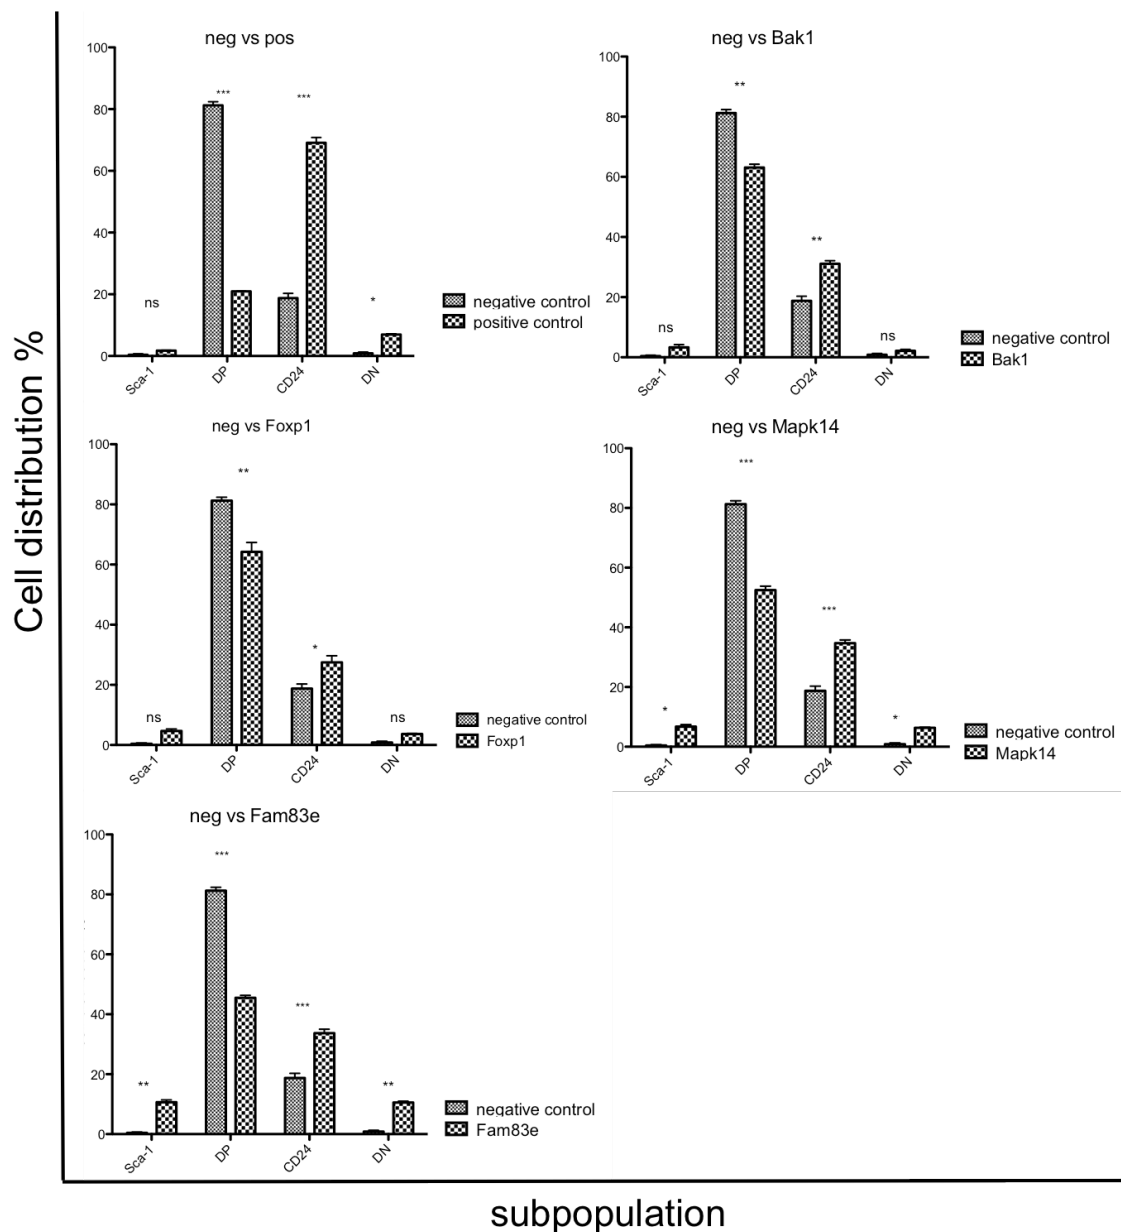 Cell distribution %
neg vs pos
100
80
60
40
20
0
ns
***
***
*
Sca-1
DP
CD24
DN
negative control
positive control
neg vs Bak1
100
80
60
40
20
0
ns
**
**
ns
Sca-1
DP
CD24
DN
negative control
Bak1
neg vs Foxp1
100
80
60
40
20
0
ns
**
*
ns
Sca-1
DP
CD24
DN
negative control
Foxp1
neg vs Mapk14
100
80
60
40
20
0
*
***
***
*
Sca-1
DP
CD24
DN
negative control
Mapk14
neg vs Fam83e
100
80
60
40
20
0
**
***
***
**
Sca-1
DP
CD24
DN
negative control
Fam83e
subpopulation